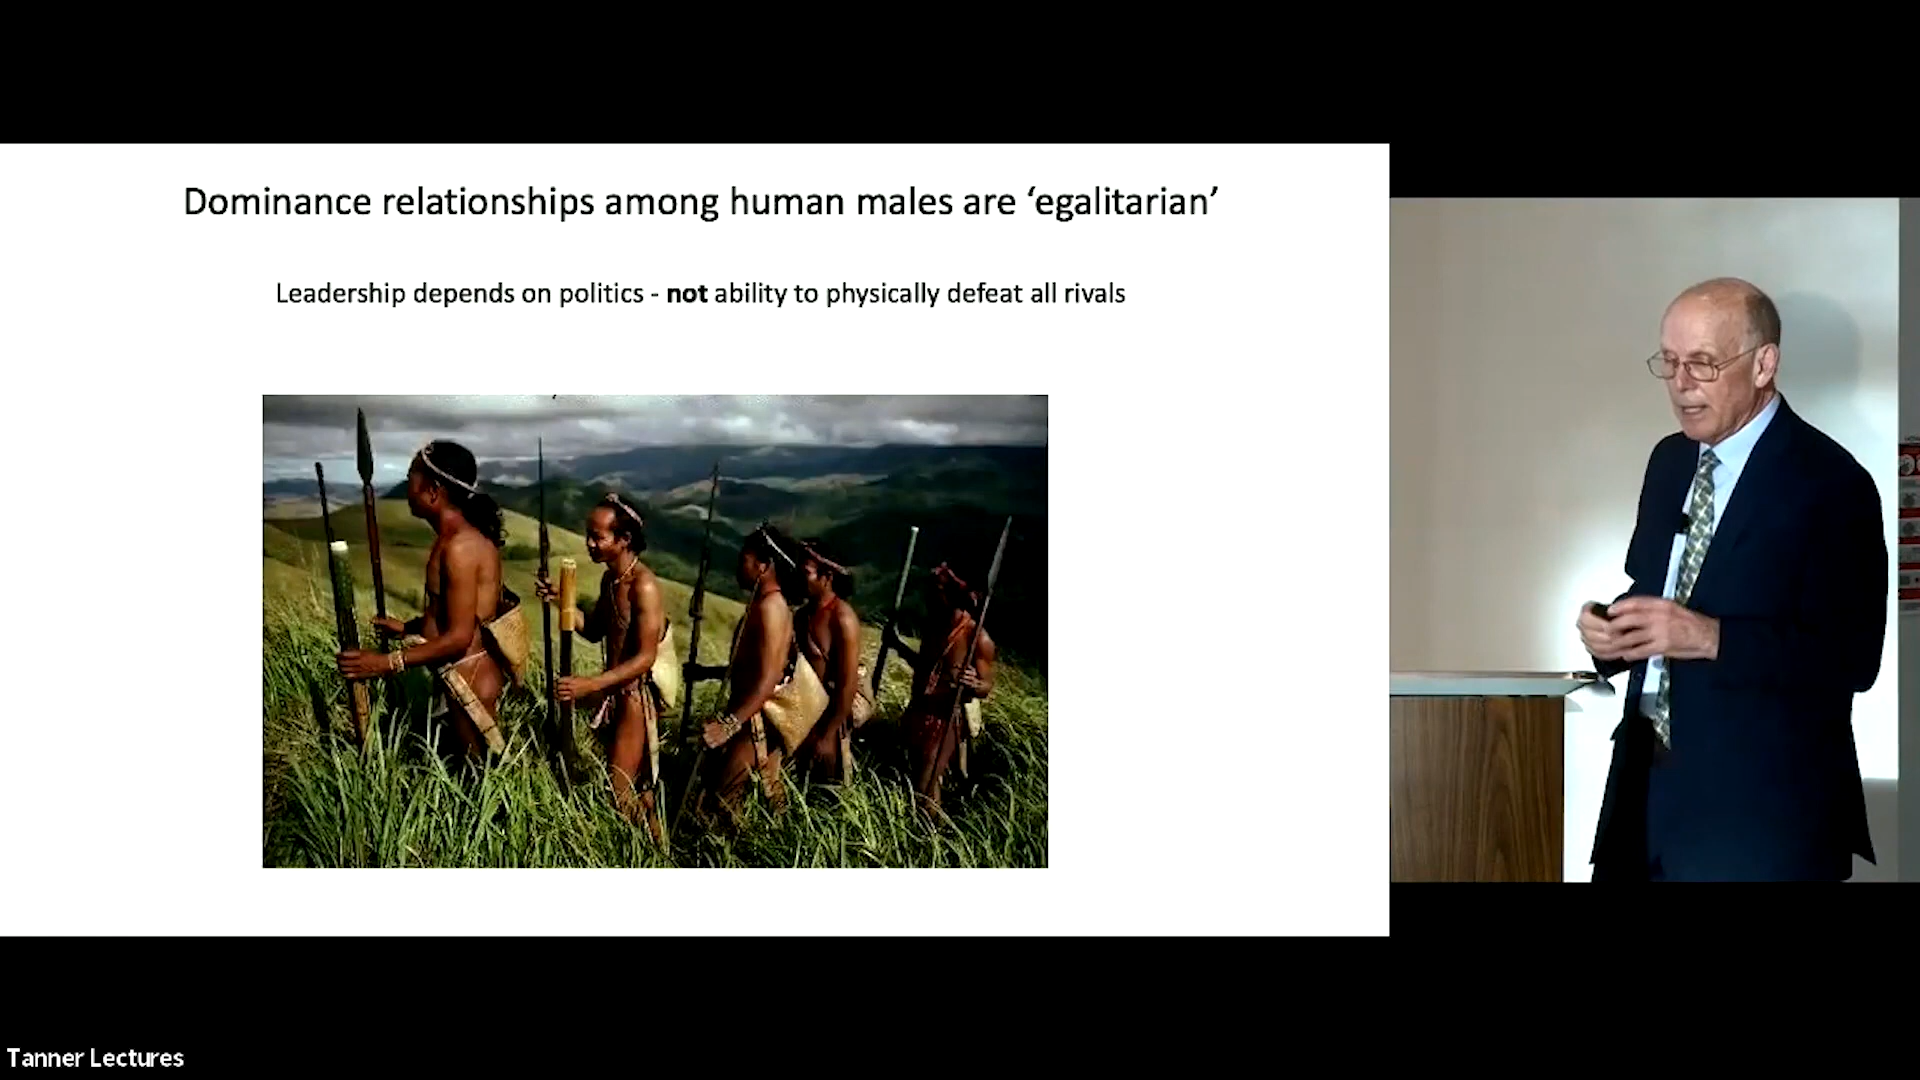 Dominance relationships among human males are ‘egalitarian’
Leadership depends on politics - not ability to physically defeat all rivals
Tanner Lectures